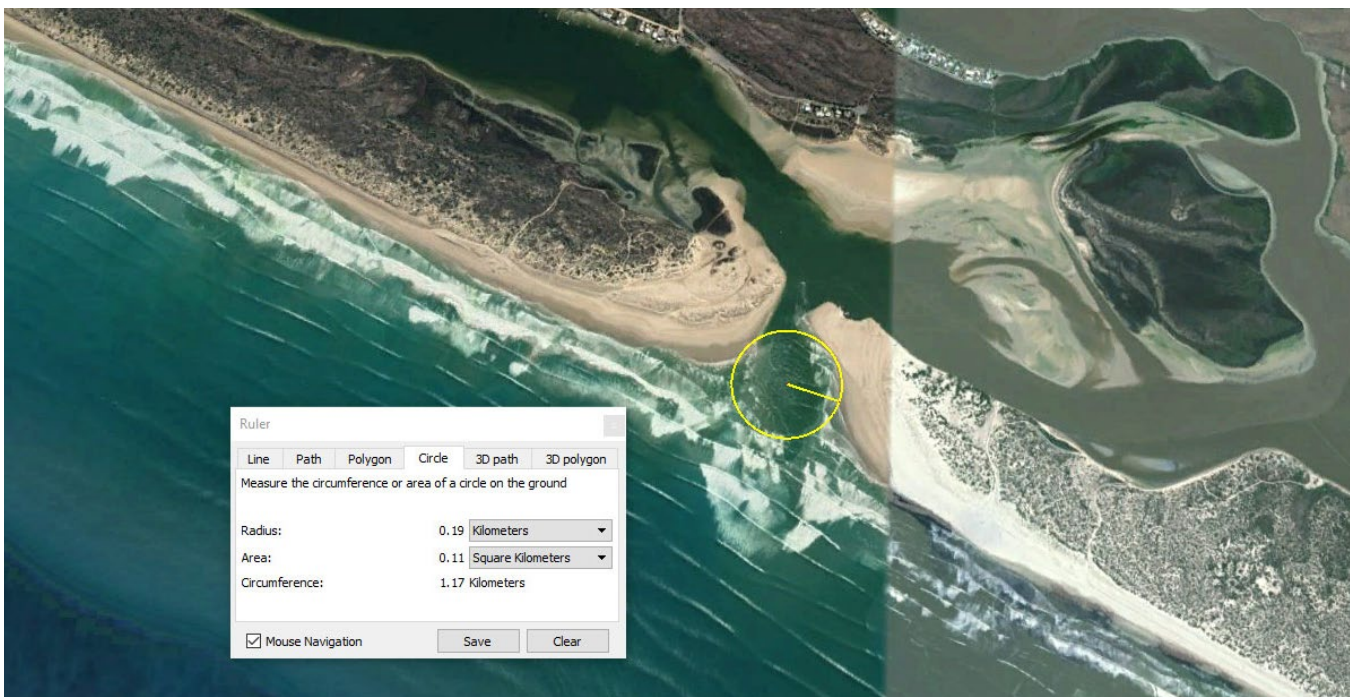 Ruler
Line Path Polygon Circle 3D path 3D polygon
Measure the circumference or area of a circle on the ground
Radius: 0.19 Kilometers
Area: 0.11 Square Kilometers
Circumference: 1.17 Kilometers
Mouse Navigation Save Clear